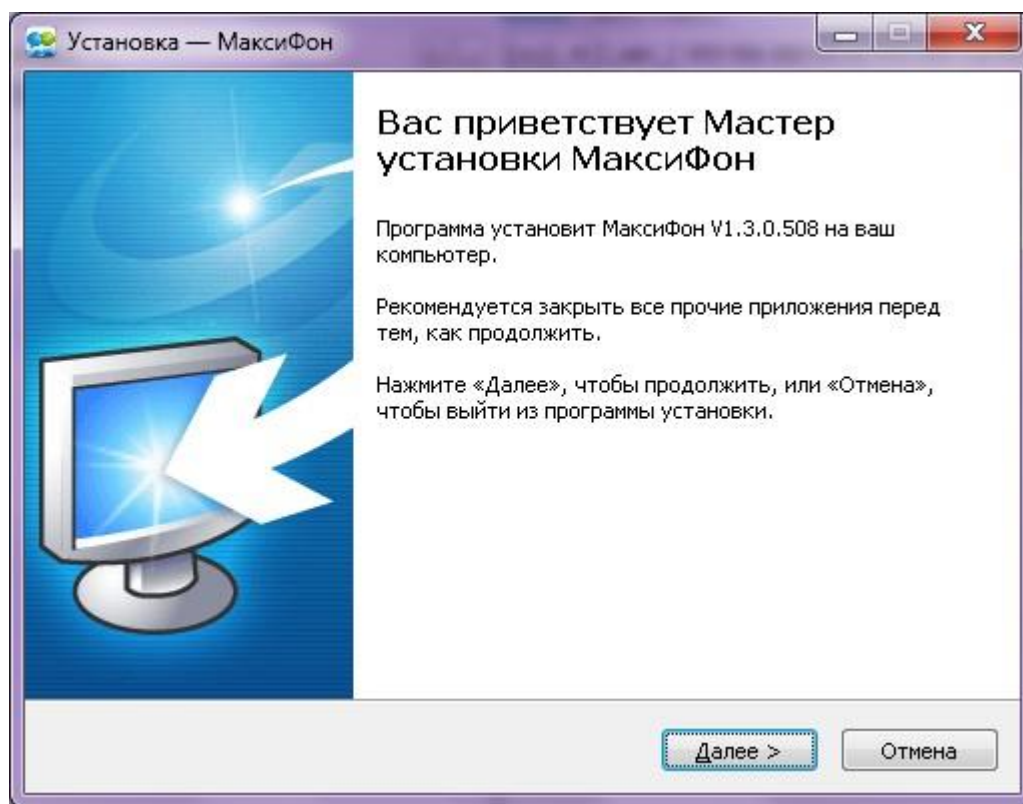 Установка — МаксиФон
Вас приветствует Мастер
установки МаксиФон
Программа установит МаксиФон V1.3.0.508 на ваш
компьютер.
Рекомендуется закрыть все прочие приложения перед
тем, как продолжить.
Нажмите «Далее», чтобы продолжить, или «Отмена»,
чтобы выйти из программы установки.
Далее >
Отмена